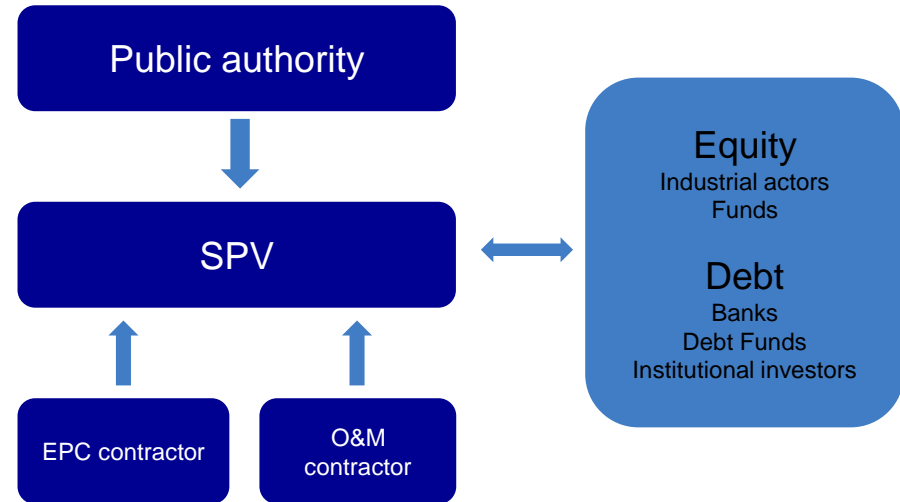 Public authority
SPV
EPC contractor
O&M
contractor
Equity
Industrial actors
Funds
Debt
Banks
Debt Funds
Institutional investors